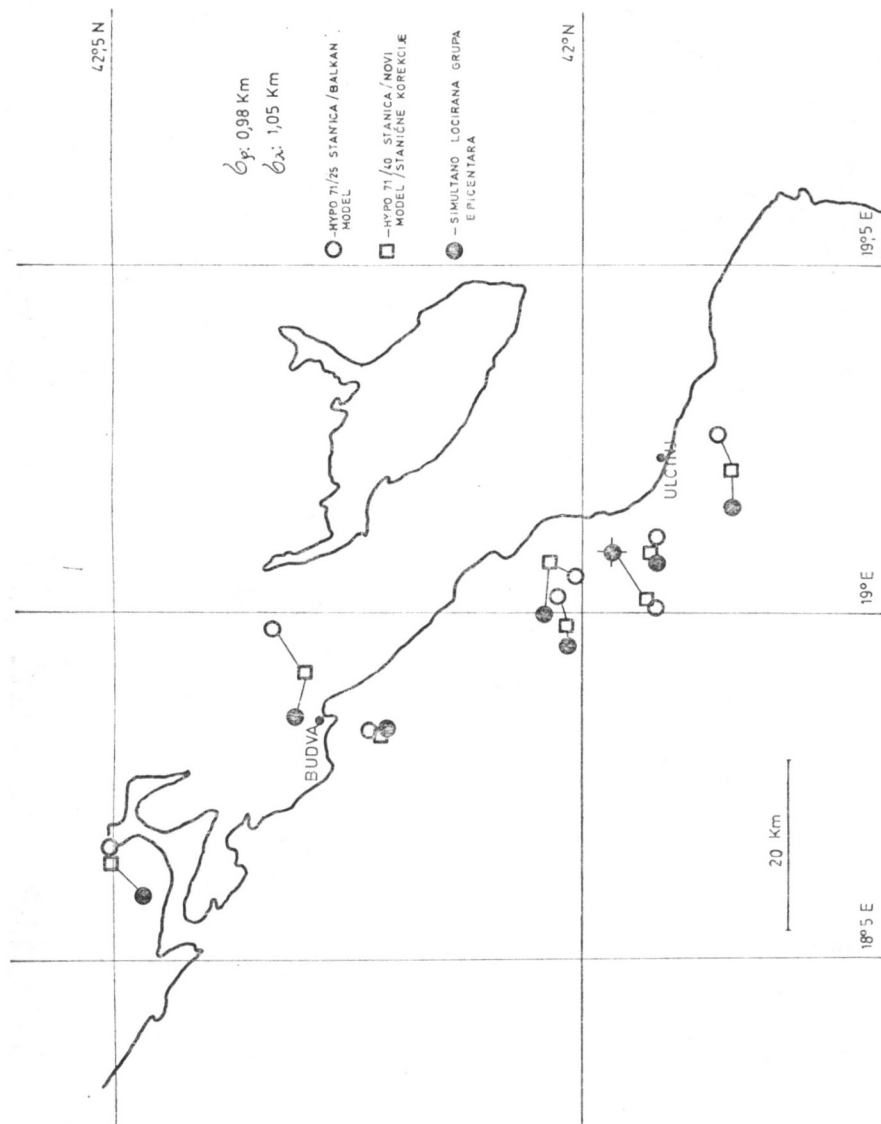 42°,5 N
42°N
σφ: 0,98 Km
σλ: 1,05 Km
-HYPO 71/25 STANICA/BALKAN
MODEL
-HYPO 71/40 STANICA/NOVI
MODEL/STANIČNE KOREKCIJE
- SIMULTANO LOCIRANA GRUPA
EPICENTARA
BUDVA
ULCINJ
20 Km
18°,5 E
19° E
19°,5 E